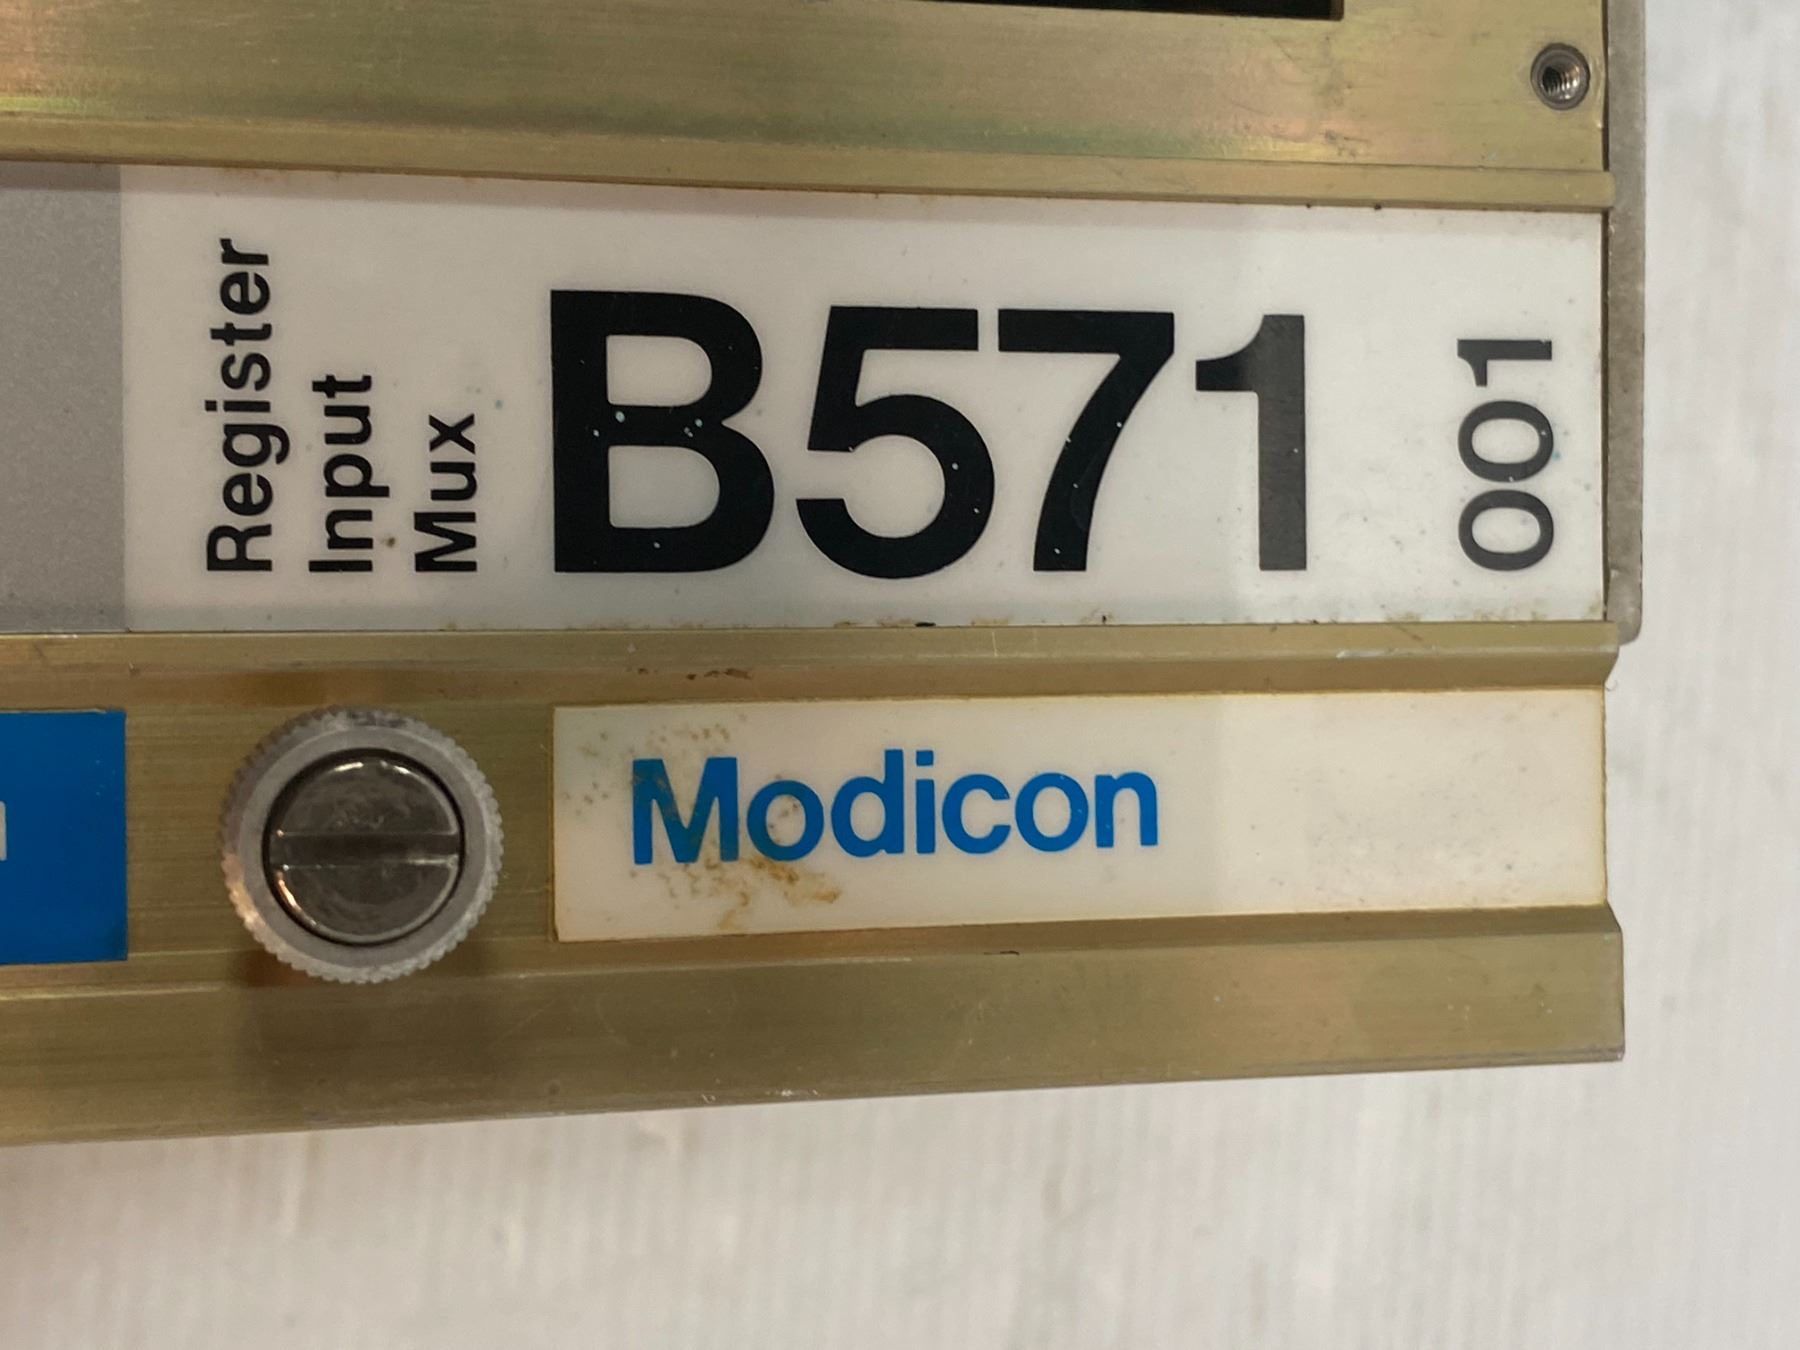 Register
Input
Mux
B571
001
Modicon